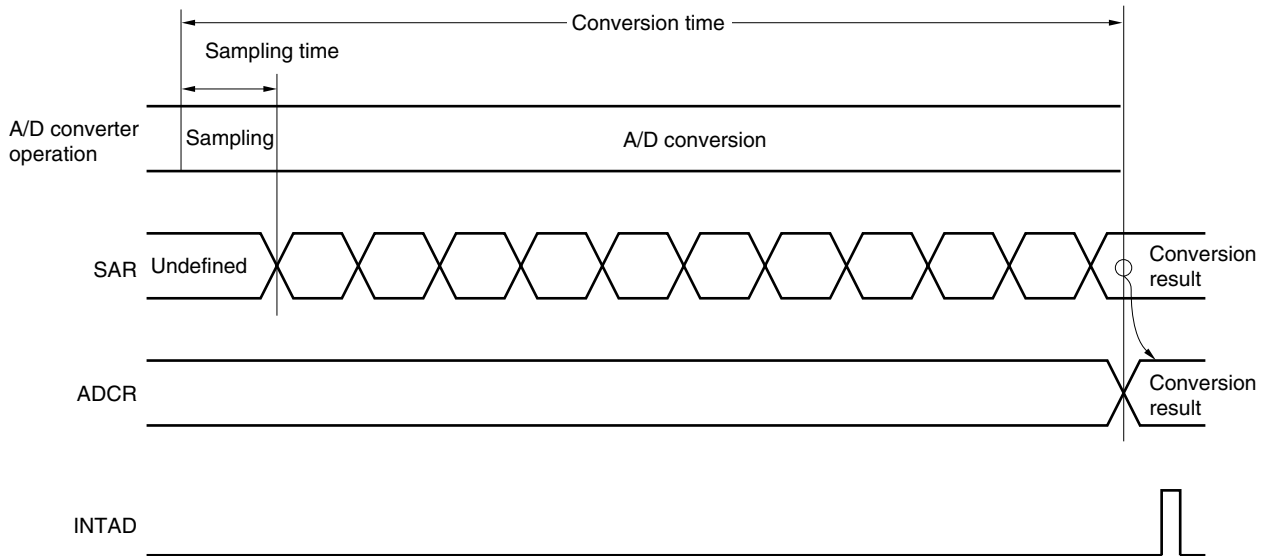 Conversion time
Sampling time
A/D converter
operation
Sampling
A/D conversion
SAR
Undefined
Conversion
result
ADCR
Conversion
result
INTAD